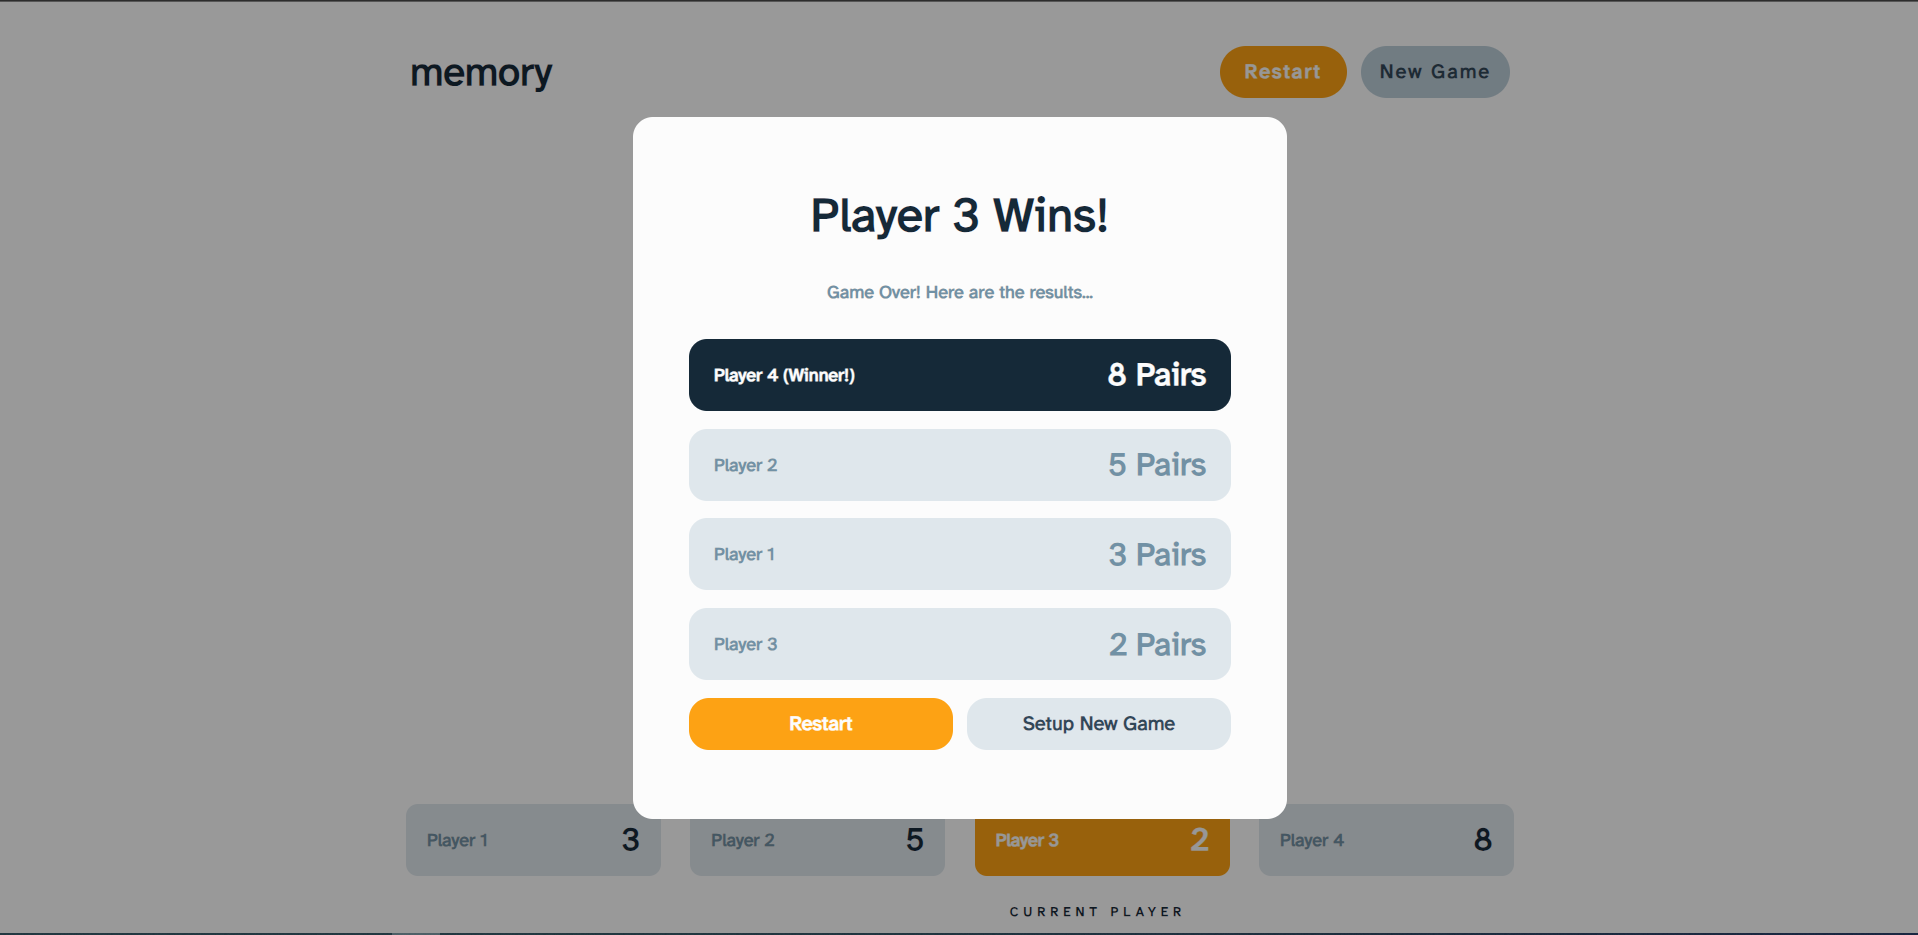 memory
Restart New Game
Player 3 Wins!
Game Over! Here are the results...
Player 4 (Winner!) 8 Pairs
Player 2 5 Pairs
Player 1 3 Pairs
Player 3 2 Pairs
Restart Setup New Game
Player 1 3 Player 2 5 Player 3 2 Player 4 8
CURRENT PLAYER